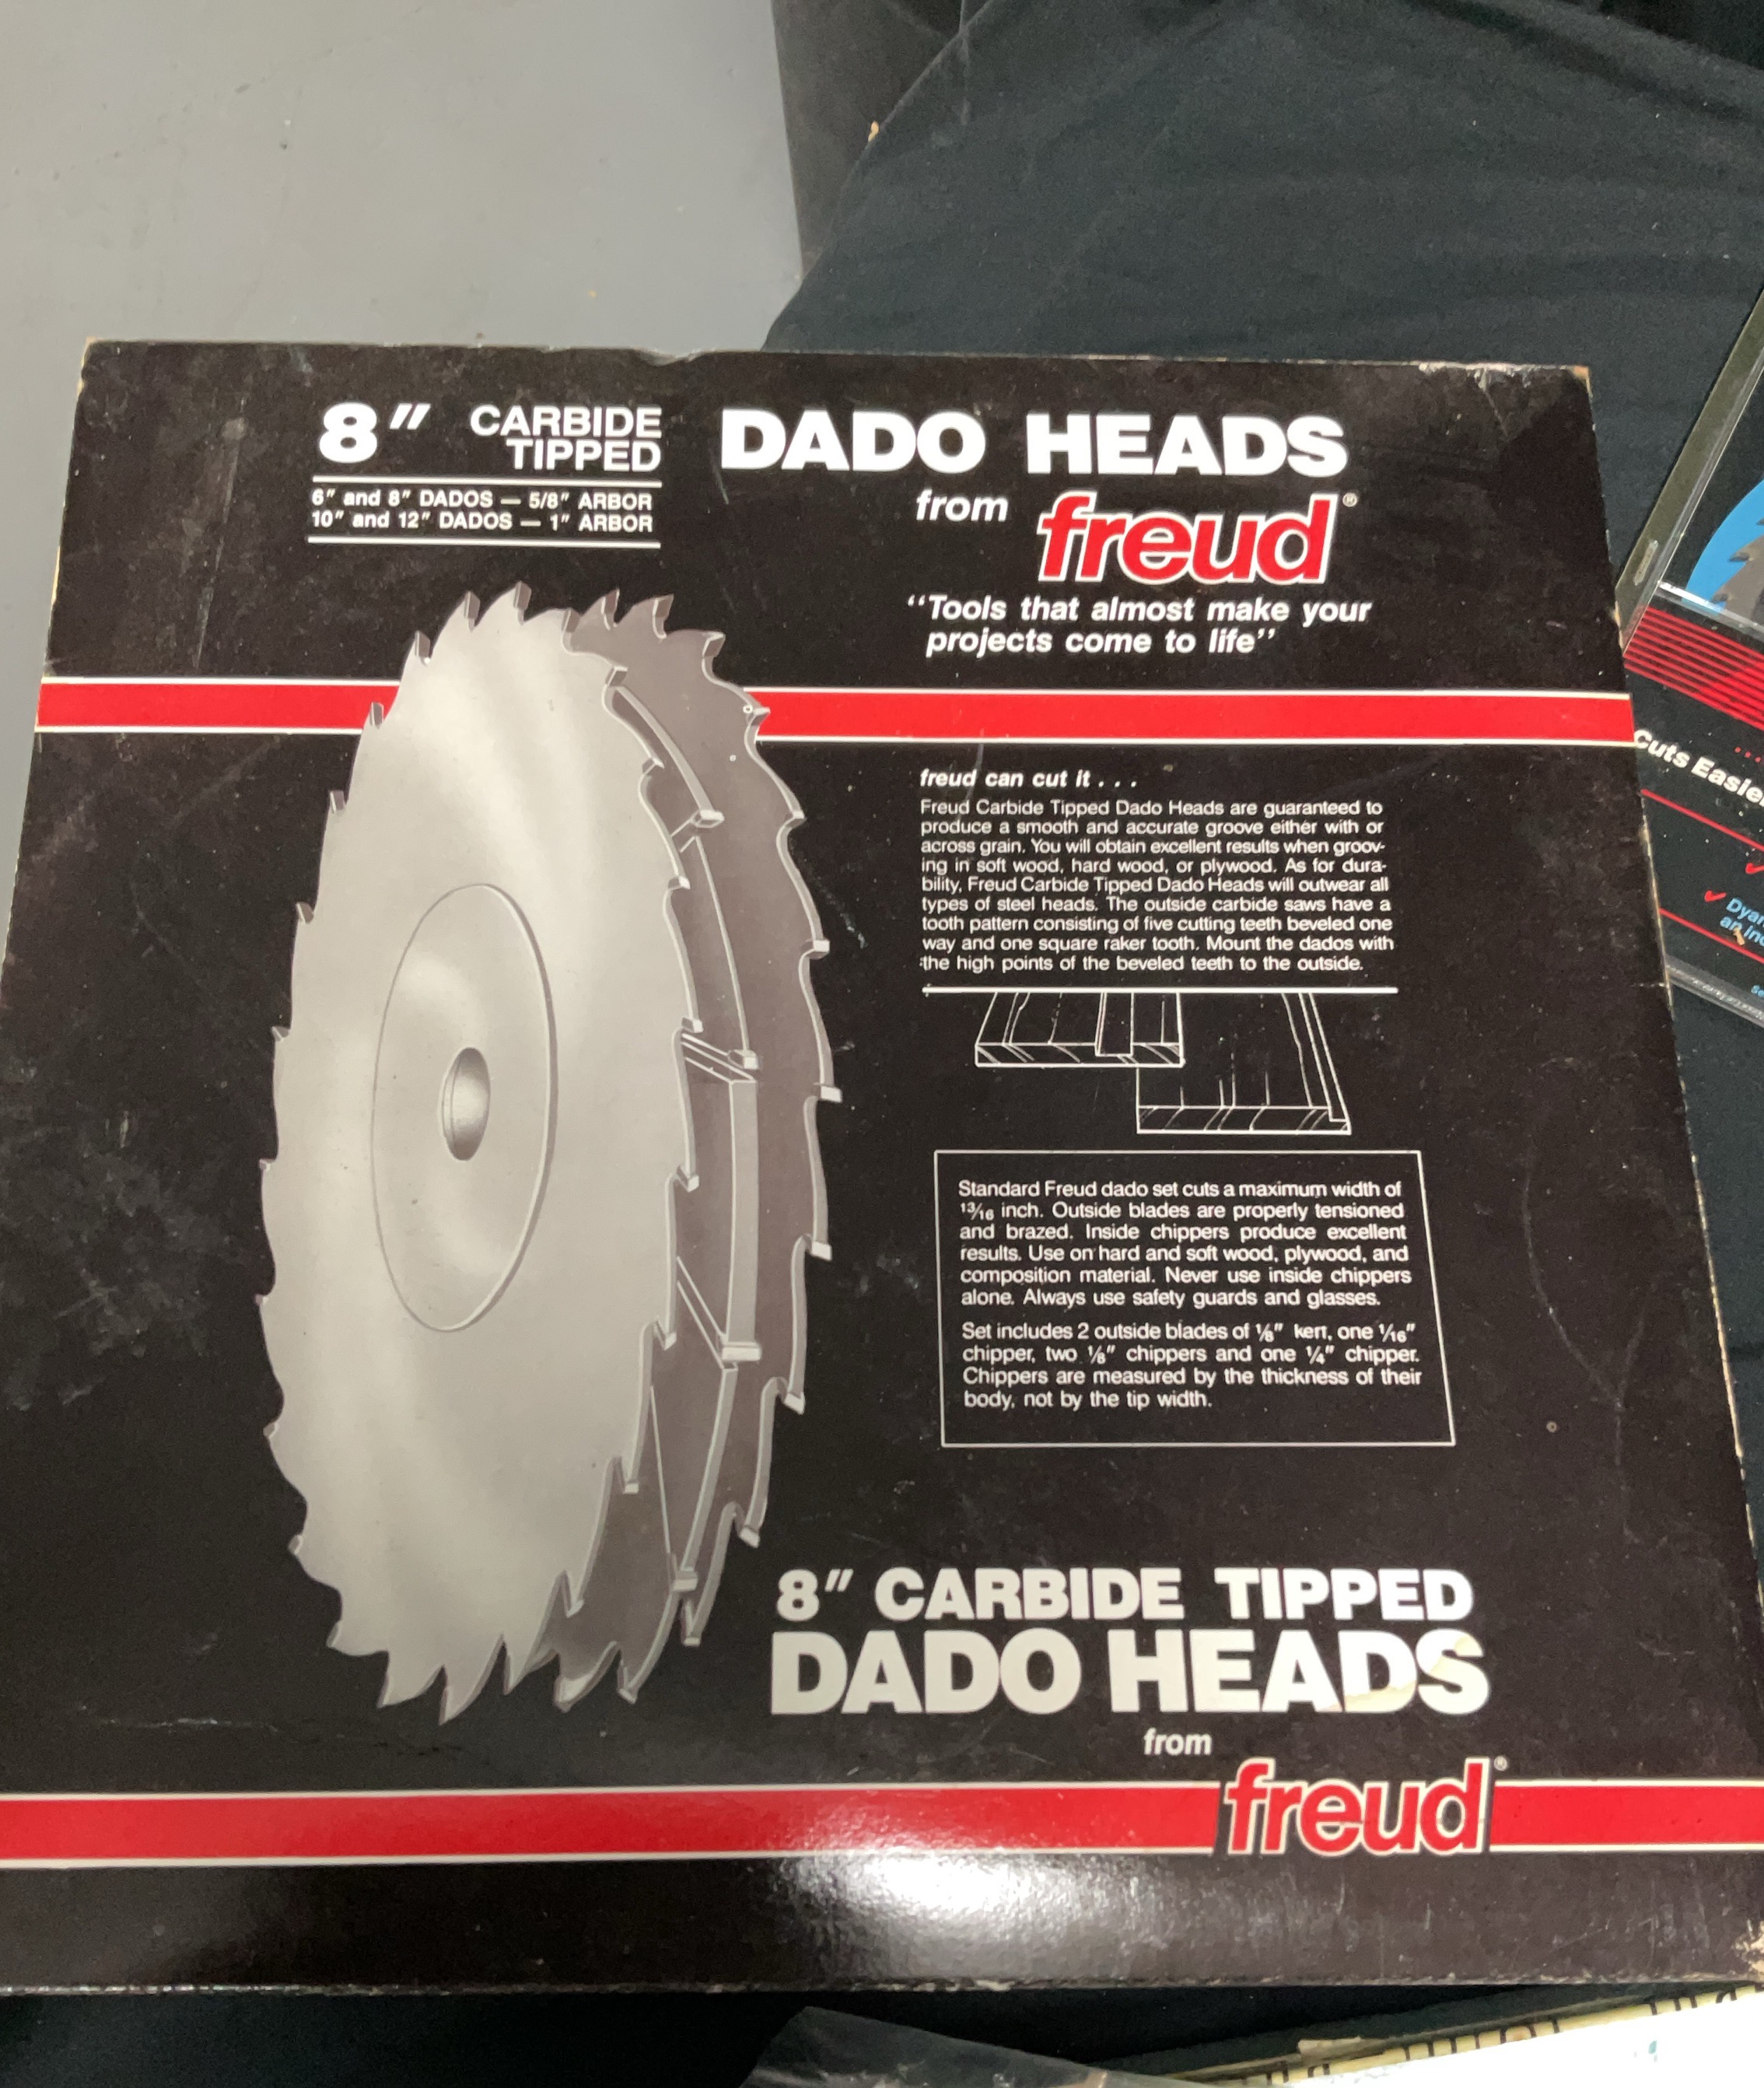 8" CARBIDE TIPPED DADO HEADS
6" and 8" DADOS — 5/8" ARBOR
10" and 12" DADOS — 1" ARBOR
from freud®
"Tools that almost make your
projects come to life"
freud can cut it . . .
Freud Carbide Tipped Dado Heads are guaranteed to
produce a smooth and accurate groove either with or
across grain. You will obtain excellent results when groov-
ing in soft wood, hard wood, or plywood. As for dura-
bility, Freud Carbide Tipped Dado Heads will outwear all
types of steel heads. The outside carbide saws have a
tooth pattern consisting of five cutting teeth beveled one
way and one square raker tooth. Mount the dados with
the high points of the beveled teeth to the outside.
Standard Freud dado set cuts a maximum width of
13/16 inch. Outside blades are properly tensioned
and brazed. Inside chippers produce excellent
results. Use on hard and soft wood, plywood, and
composition material. Never use inside chippers
alone. Always use safety guards and glasses.
Set includes 2 outside blades of 1/8" kerf, one 1/16"
chipper, two 1/8" chippers and one 1/4" chipper.
Chippers are measured by the thickness of their
body, not by the tip width.
8" CARBIDE TIPPED
DADO HEADS
from
freud®
Cuts